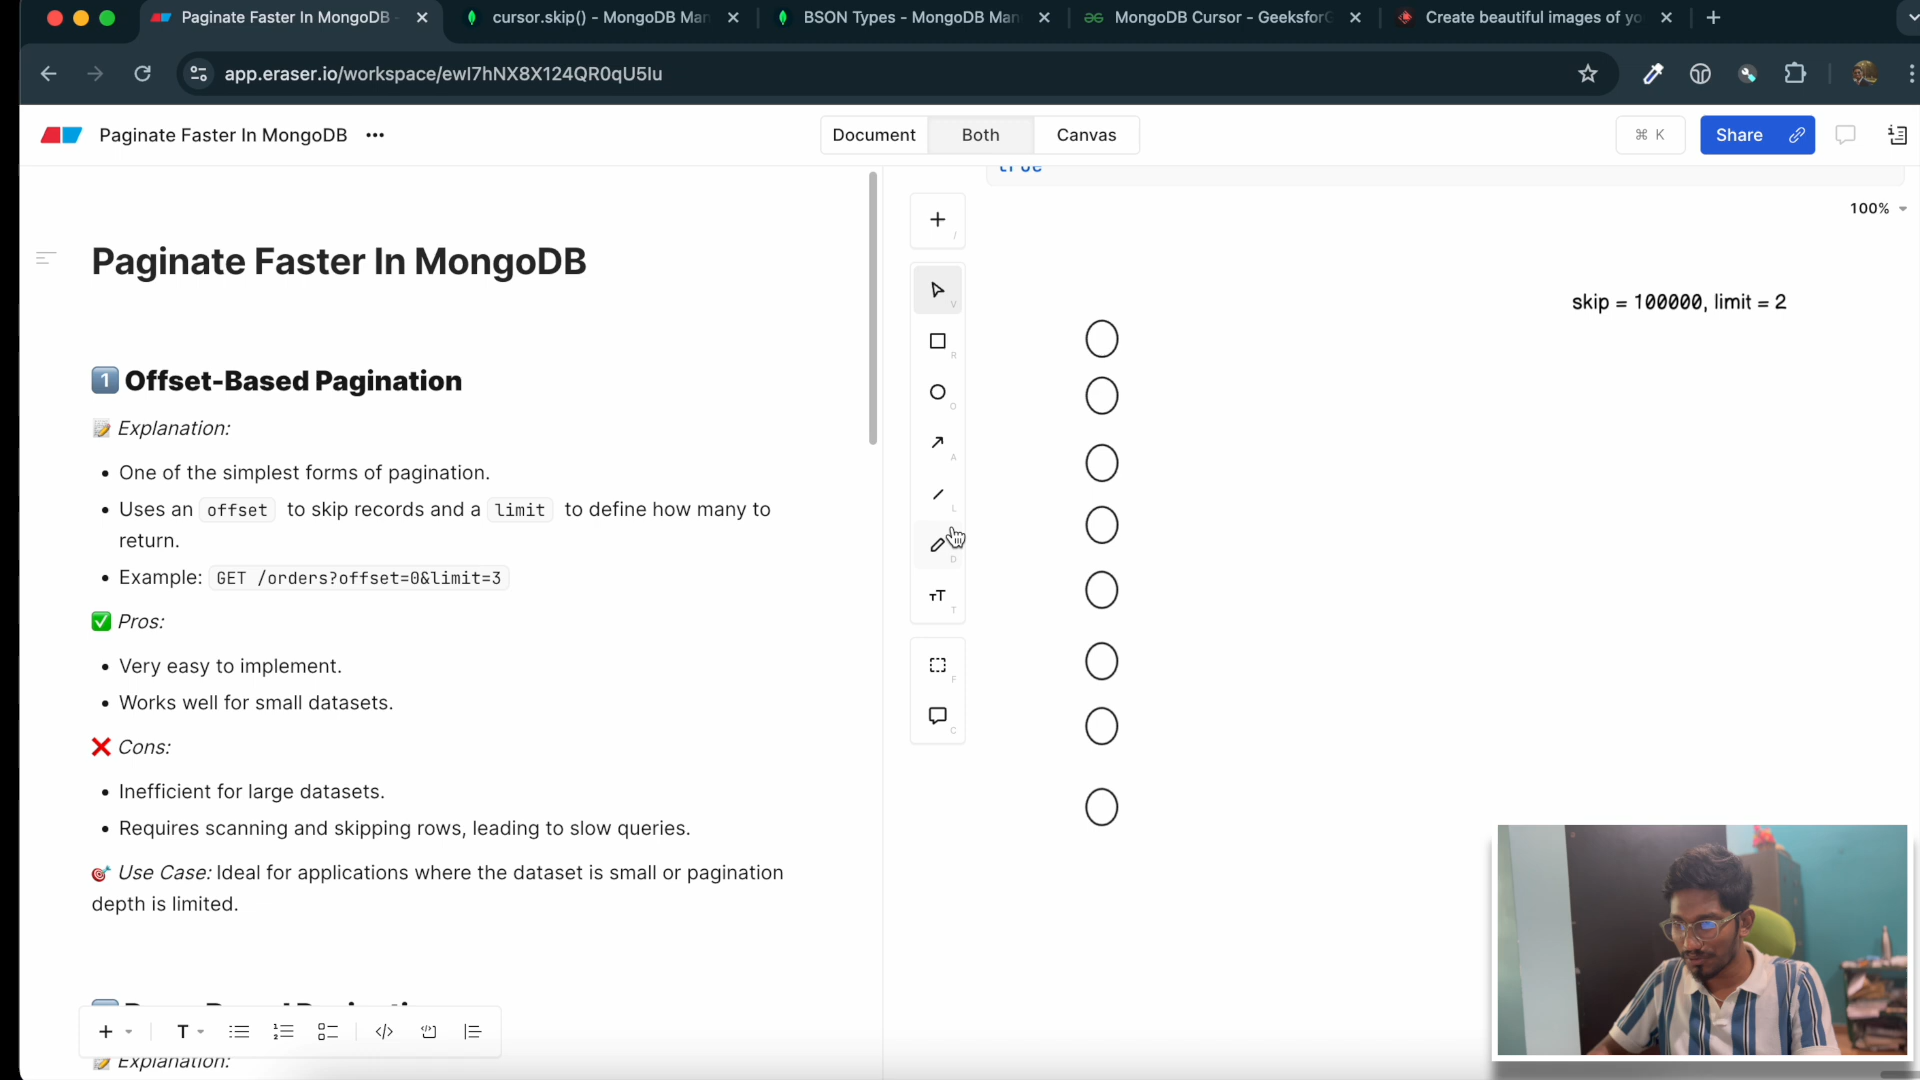 Paginate Faster In MongoDB -
cursor.skip() - MongoDB Man
BSON Types - MongoDB Man
MongoDB Cursor - Geeksfor
Create beautiful images of yo
app.eraser.io/workspace/ewl7hNX8X124QR0qU5lu
Paginate Faster In MongoDB
Document
Both
Canvas
⌘ K
Share
true
100%
Paginate Faster In MongoDB
1 Offset-Based Pagination
Explanation:
• One of the simplest forms of pagination.
• Uses an offset to skip records and a limit to define how many to
return.
• Example: GET /orders?offset=0&limit=3
Pros:
• Very easy to implement.
• Works well for small datasets.
Cons:
• Inefficient for large datasets.
• Requires scanning and skipping rows, leading to slow queries.
Use Case: Ideal for applications where the dataset is small or pagination
depth is limited.
Explanation:
/
V
R
O
A
L
D
T
F
C
skip = 100000, limit = 2